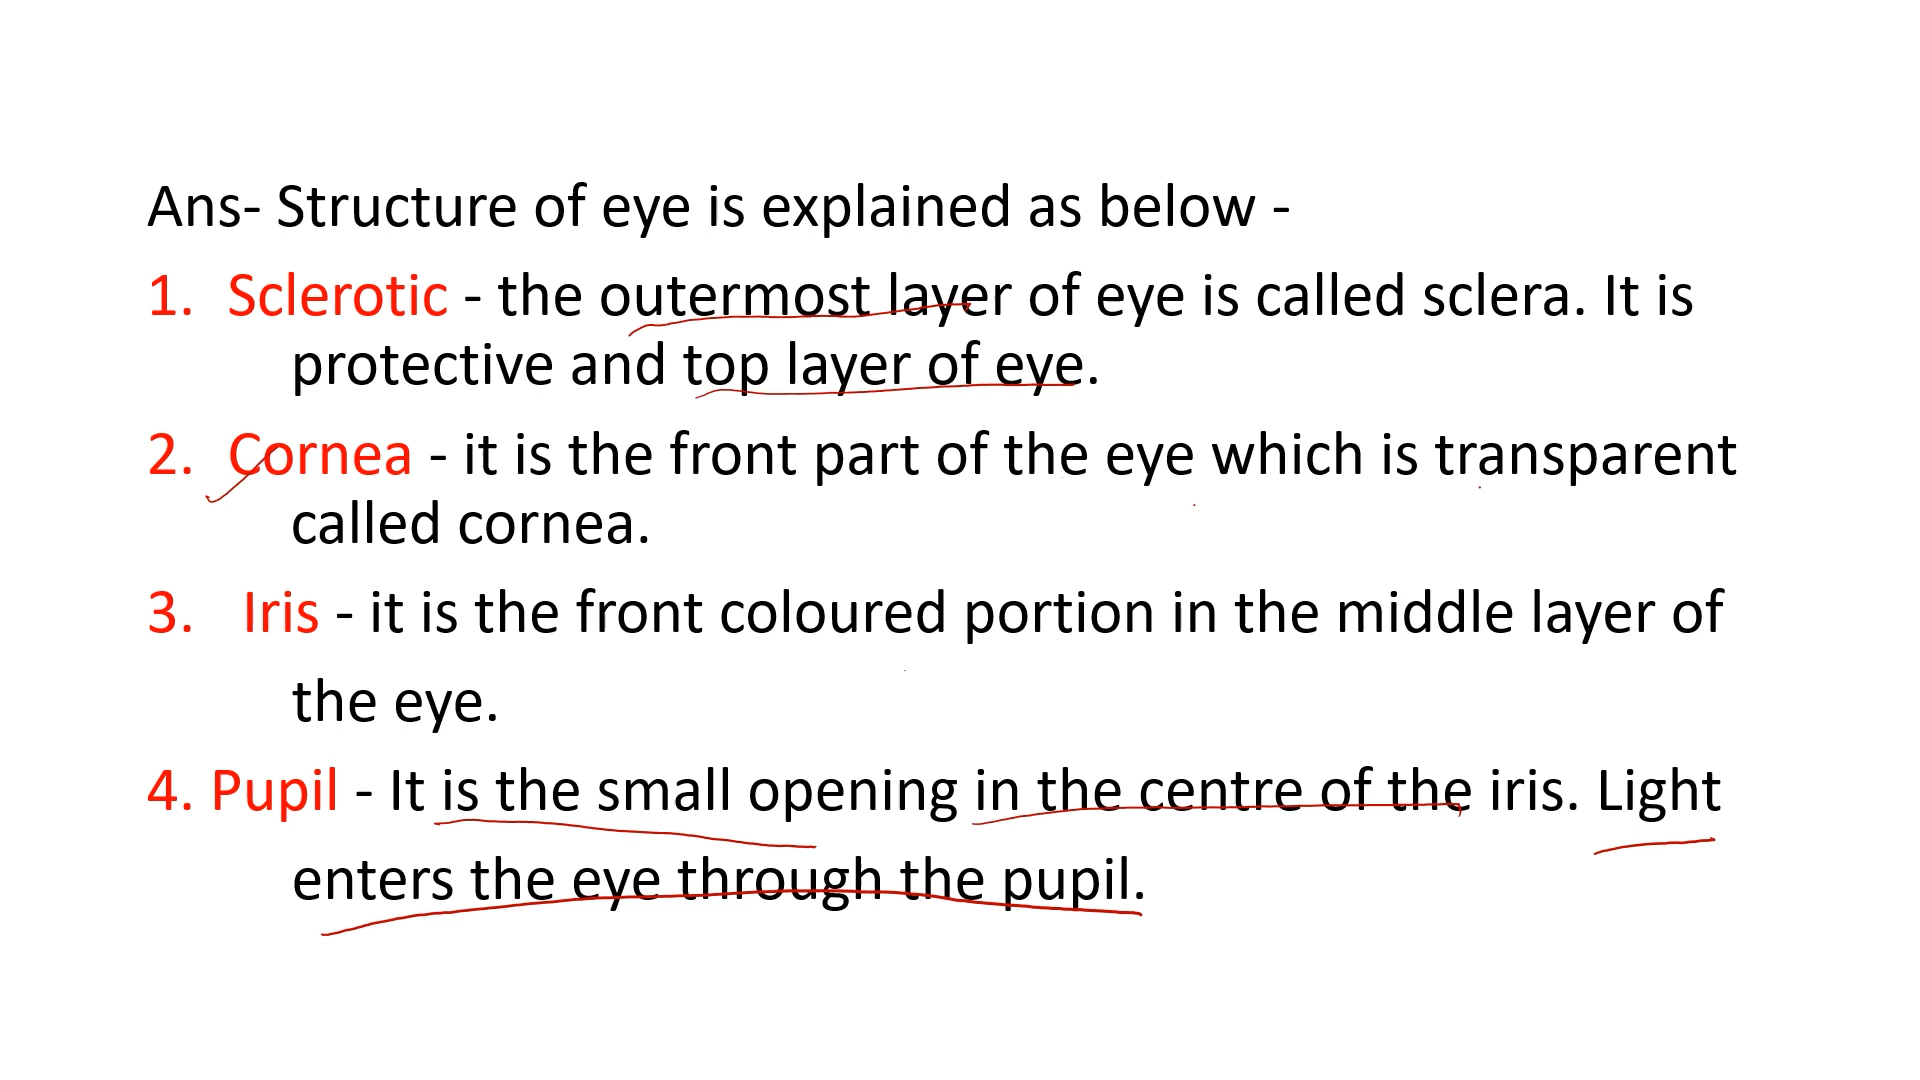 Ans- Structure of eye is explained as below -
1. Sclerotic - the outermost layer of eye is called sclera. It is
protective and top layer of eye.
2. Cornea - it is the front part of the eye which is transparent
called cornea.
3. Iris - it is the front coloured portion in the middle layer of
the eye.
4. Pupil - It is the small opening in the centre of the iris. Light
enters the eye through the pupil.